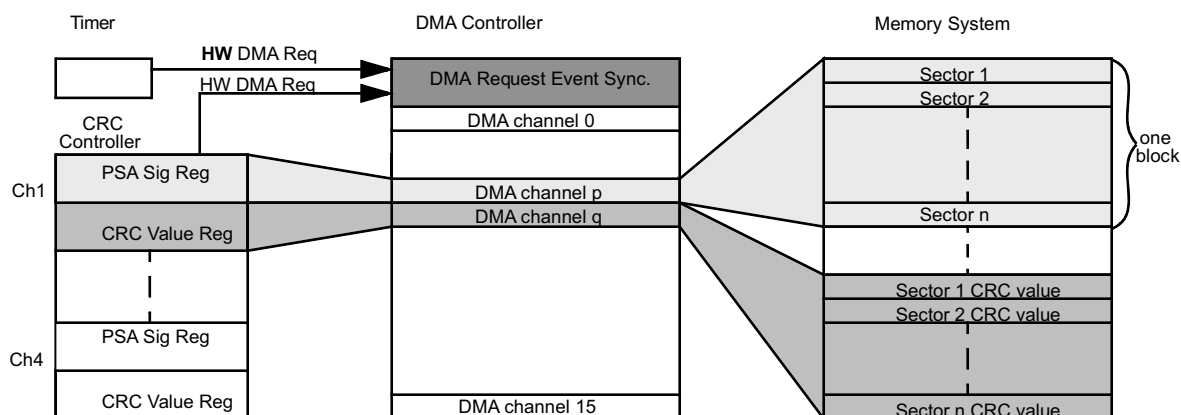 Timer
DMA Controller
Memory System
HW DMA Req
HW DMA Req
DMA Request Event Sync.
CRC
Controller
DMA channel 0
Sector 1
Sector 2
one
block
Ch1
PSA Sig Reg
DMA channel p
CRC Value Reg
DMA channel q
Sector n
Sector 1 CRC value
Sector 2 CRC value
Ch4
PSA Sig Reg
CRC Value Reg
DMA channel 15
Sector n CRC value